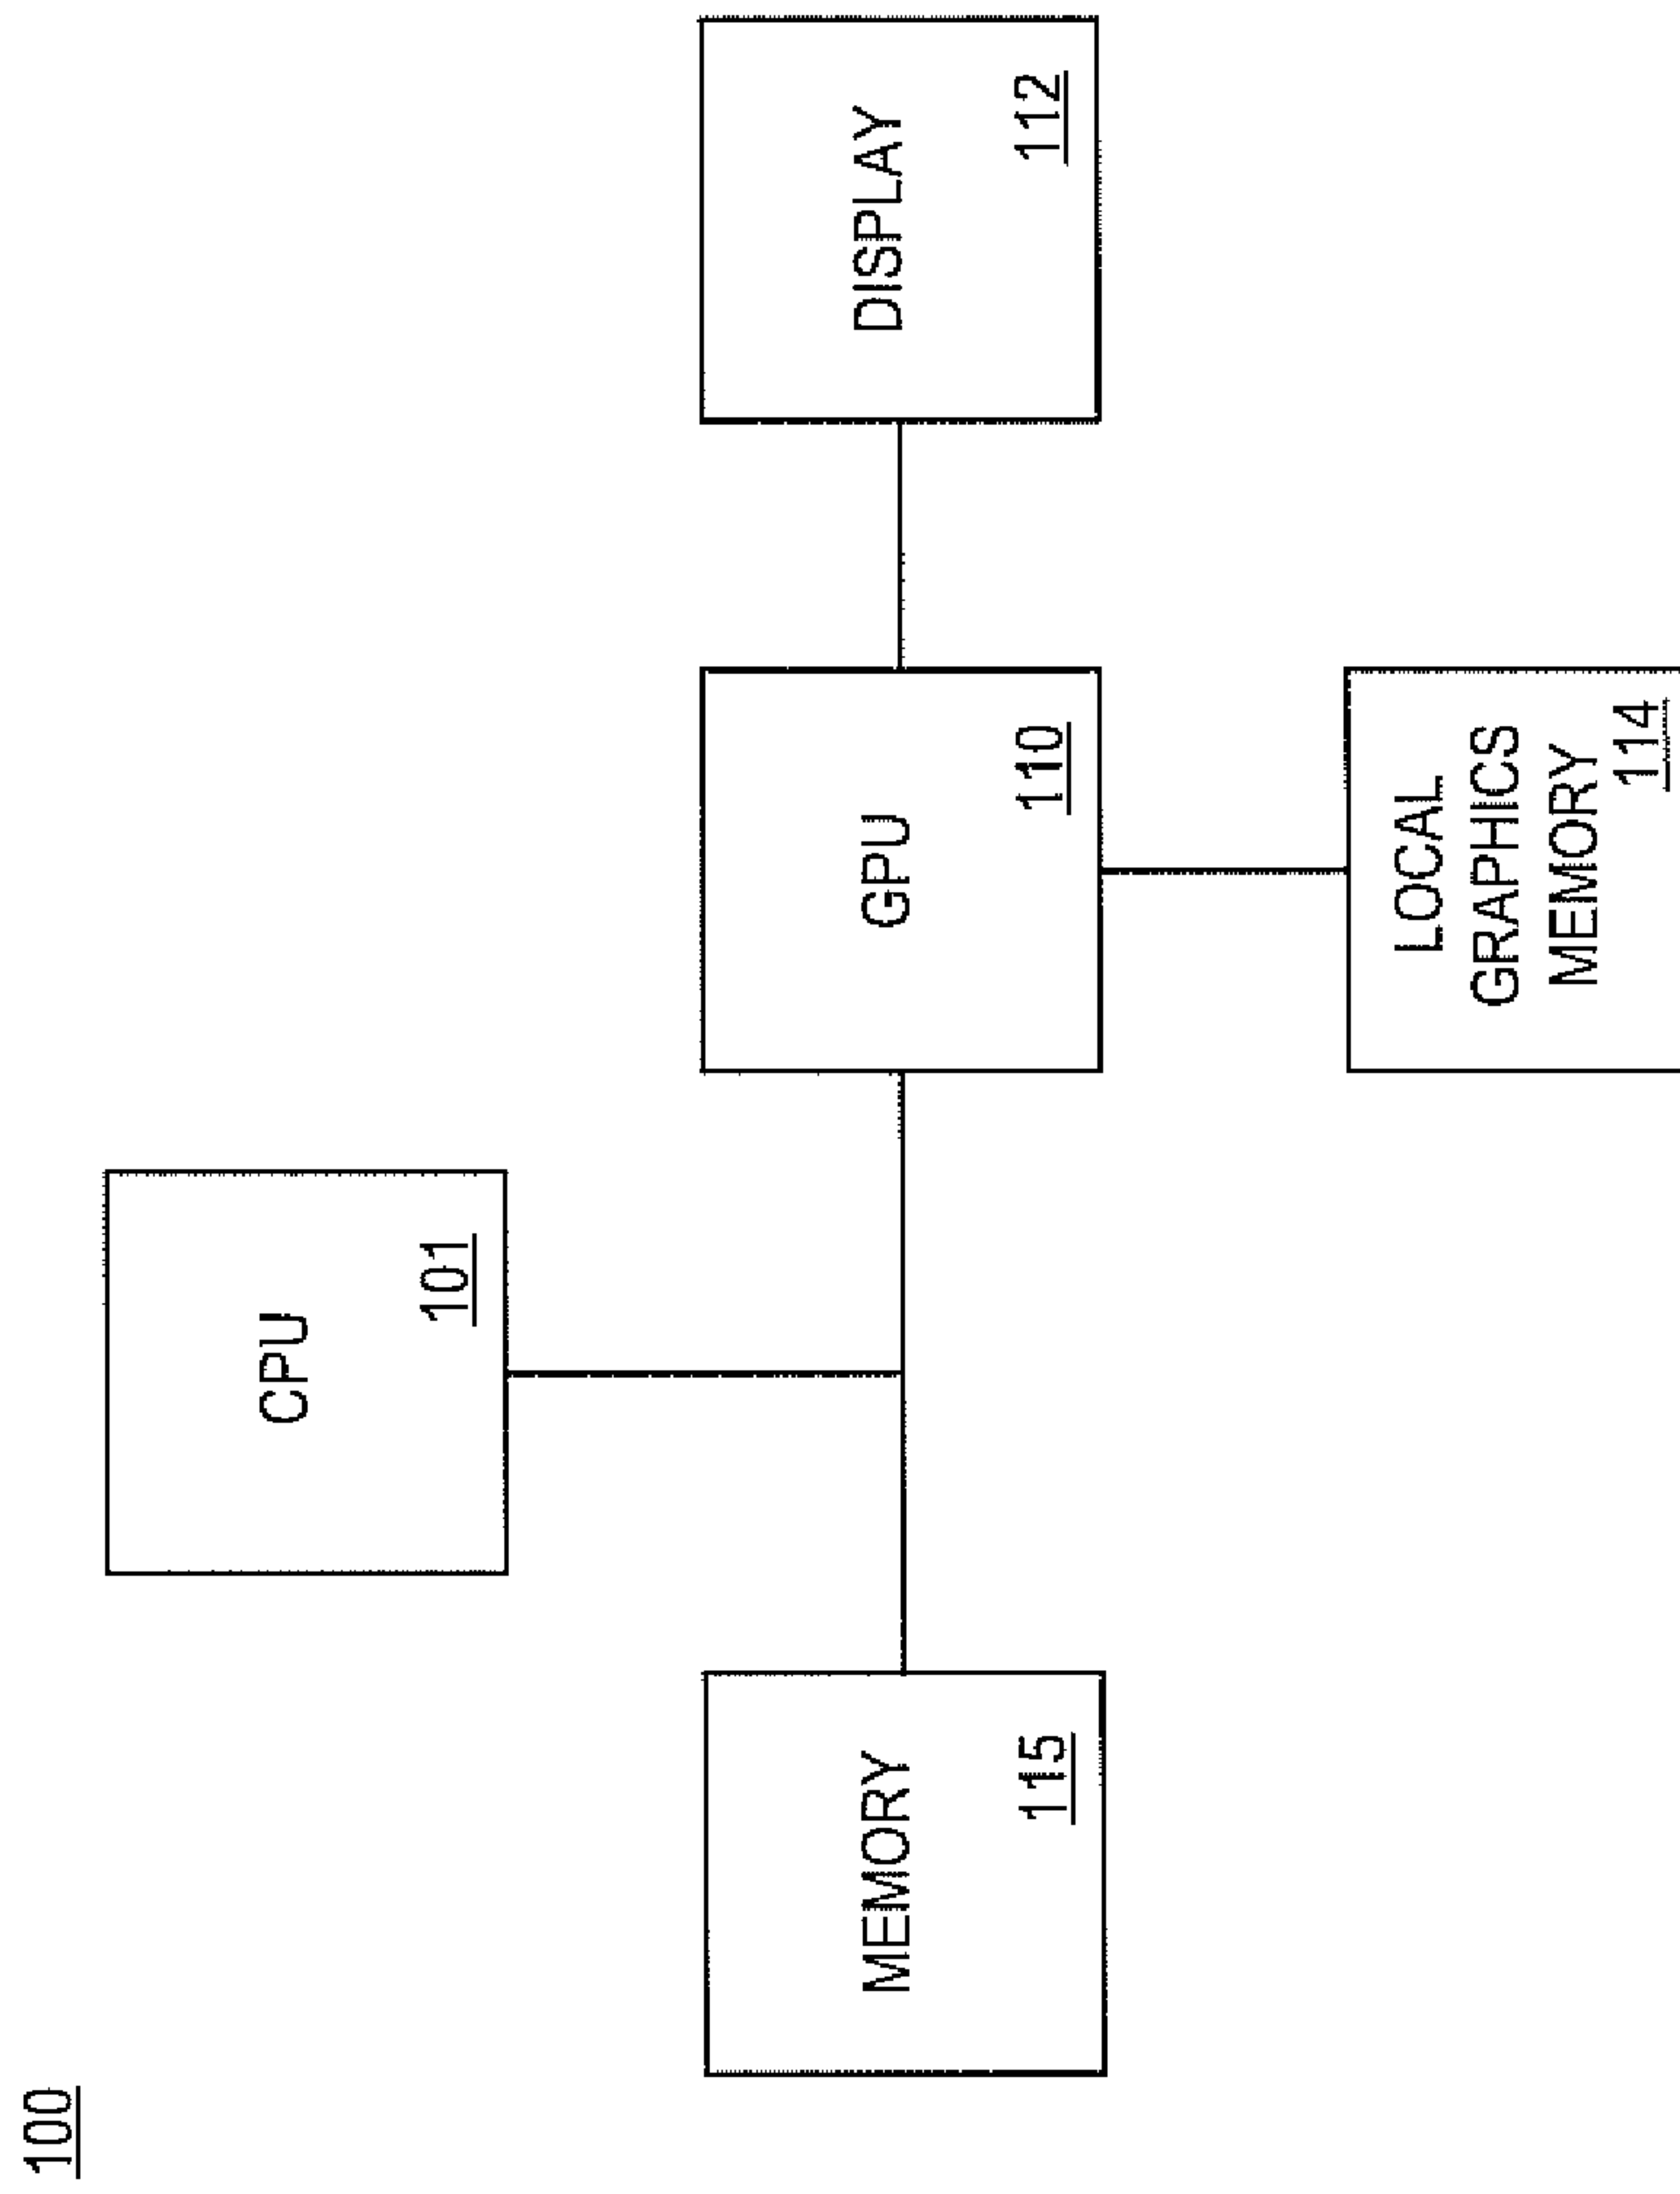 100
CPU
101
MEMORY
115
GPU
110
DISPLAY
112
LOCAL
GRAPHICS
MEMORY
114